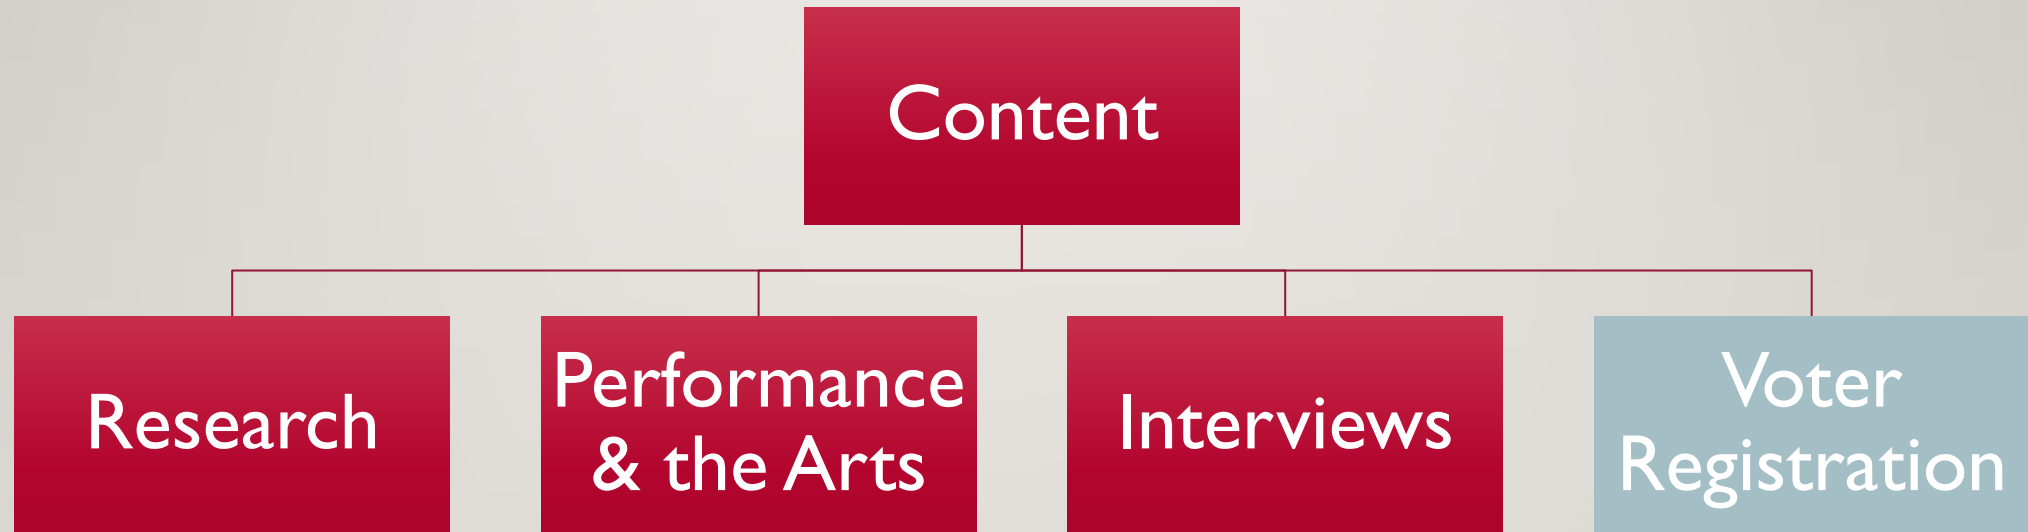 Content
Research
Performance
& the Arts
Interviews
Voter
Registration